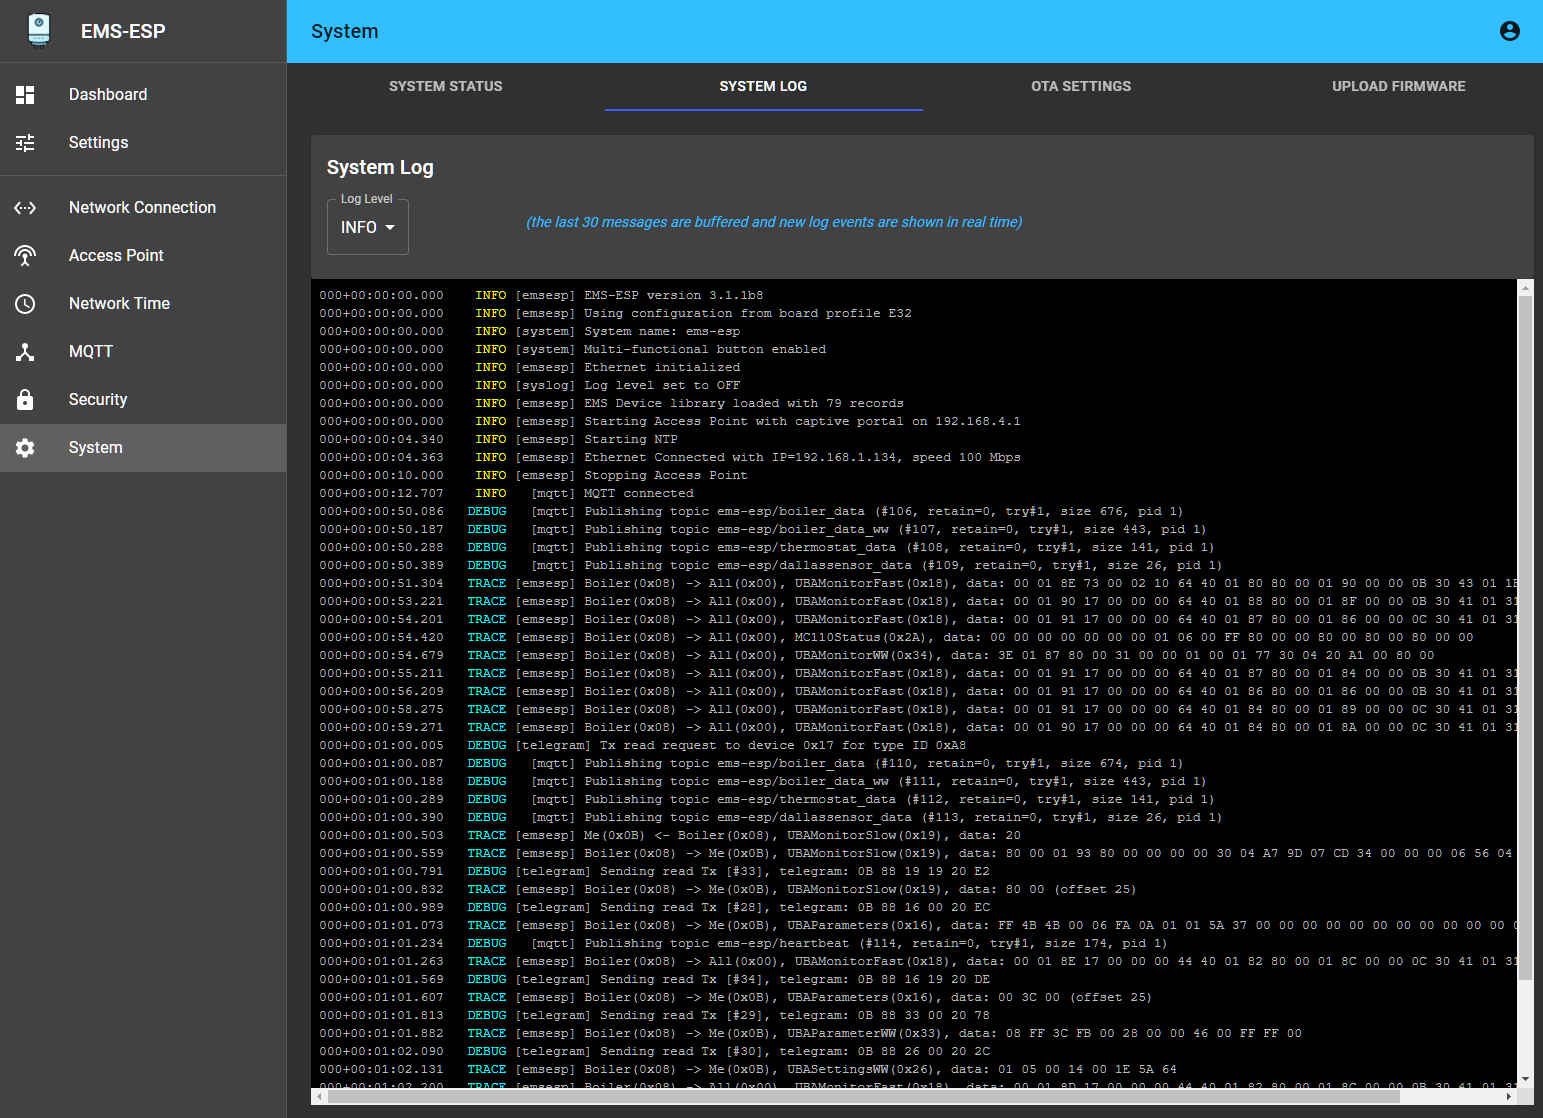 EMS-ESP
System
Dashboard
Settings
Network Connection
Access Point
Network Time
MQTT
Security
System
SYSTEM STATUS
SYSTEM LOG
OTA SETTINGS
UPLOAD FIRMWARE
System Log
Log Level
INFO
(the last 30 messages are buffered and new log events are shown in real time)
000+00:00:00.000 INFO [emsesp] EMS-ESP version 3.1.1b8
000+00:00:00.000 INFO [emsesp] Using configuration from board profile E32
000+00:00:00.000 INFO [system] System name: ems-esp
000+00:00:00.000 INFO [system] Multi-functional button enabled
000+00:00:00.000 INFO [emsesp] Ethernet initialized
000+00:00:00.000 INFO [syslog] Log level set to OFF
000+00:00:00.000 INFO [emsesp] EMS Device library loaded with 79 records
000+00:00:00.000 INFO [emsesp] Starting Access Point with captive portal on 192.168.4.1
000+00:00:04.340 INFO [emsesp] Starting NTP
000+00:00:04.363 INFO [emsesp] Ethernet Connected with IP=192.168.1.134, speed 100 Mbps
000+00:00:10.000 INFO [emsesp] Stopping Access Point
000+00:00:12.707 INFO [mqtt] MQTT connected
000+00:00:50.086 DEBUG [mqtt] Publishing topic ems-esp/boiler_data (#106, retain=0, try#1, size 676, pid 1)
000+00:00:50.187 DEBUG [mqtt] Publishing topic ems-esp/boiler_data_ww (#107, retain=0, try#1, size 443, pid 1)
000+00:00:50.288 DEBUG [mqtt] Publishing topic ems-esp/thermostat_data (#108, retain=0, try#1, size 141, pid 1)
000+00:00:50.389 DEBUG [mqtt] Publishing topic ems-esp/dallassensor_data (#109, retain=0, try#1, size 26, pid 1)
000+00:00:51.304 TRACE [emsesp] Boiler(0x08) -> All(0x00), UBAMonitorFast(0x18), data: 00 01 8E 73 00 02 10 64 40 01 80 80 00 01 90 00 00 0B 30 43 01
000+00:00:53.221 TRACE [emsesp] Boiler(0x08) -> All(0x00), UBAMonitorFast(0x18), data: 00 01 90 17 00 00 00 64 40 01 88 80 00 01 8F 00 00 0B 30 41 01 31
000+00:00:54.201 TRACE [emsesp] Boiler(0x08) -> All(0x00), UBAMonitorFast(0x18), data: 00 01 91 17 00 00 00 64 40 01 87 80 00 01 86 00 00 0C 30 41 01 31
000+00:00:54.420 TRACE [emsesp] Boiler(0x08) -> All(0x00), MC110Status(0x2A), data: 00 00 00 00 00 00 00 01 06 00 FF 80 00 00 80 00 80 00 80 00 00
000+00:00:54.679 TRACE [emsesp] Boiler(0x08) -> All(0x00), UBAMonitorWW(0x34), data: 3E 01 87 80 00 31 00 00 01 00 01 77 30 04 20 A1 00 80 00
000+00:00:55.211 TRACE [emsesp] Boiler(0x08) -> All(0x00), UBAMonitorFast(0x18), data: 00 01 91 17 00 00 00 64 40 01 87 80 00 01 84 00 00 0B 30 41 01 31
000+00:00:56.209 TRACE [emsesp] Boiler(0x08) -> All(0x00), UBAMonitorFast(0x18), data: 00 01 91 17 00 00 00 64 40 01 86 80 00 01 86 00 00 0B 30 41 01 31
000+00:00:58.275 TRACE [emsesp] Boiler(0x08) -> All(0x00), UBAMonitorFast(0x18), data: 00 01 91 17 00 00 00 64 40 01 84 80 00 01 89 00 00 0C 30 41 01 31
000+00:00:59.271 TRACE [emsesp] Boiler(0x08) -> All(0x00), UBAMonitorFast(0x18), data: 00 01 90 17 00 00 00 64 40 01 84 80 00 01 8A 00 00 0C 30 41 01 31
000+00:01:00.005 DEBUG [telegram] Tx read request to device 0x17 for type ID 0xA8
000+00:01:00.087 DEBUG [mqtt] Publishing topic ems-esp/boiler_data (#110, retain=0, try#1, size 674, pid 1)
000+00:01:00.188 DEBUG [mqtt] Publishing topic ems-esp/boiler_data_ww (#111, retain=0, try#1, size 443, pid 1)
000+00:01:00.289 DEBUG [mqtt] Publishing topic ems-esp/thermostat_data (#112, retain=0, try#1, size 141, pid 1)
000+00:01:00.390 DEBUG [mqtt] Publishing topic ems-esp/dallassensor_data (#113, retain=0, try#1, size 26, pid 1)
000+00:01:00.503 TRACE [emsesp] Me(0x0B) <- Boiler(0x08), UBAMonitorSlow(0x19), data: 20
000+00:01:00.559 TRACE [emsesp] Boiler(0x08) -> Me(0x0B), UBAMonitorSlow(0x19), data: 80 00 01 93 80 00 00 00 00 30 04 A7 9D 07 CD 34 00 00 00 06 56 04
000+00:01:00.791 DEBUG [telegram] Sending read Tx [#33], telegram: 0B 88 19 19 20 E2
000+00:01:00.832 TRACE [emsesp] Boiler(0x08) -> Me(0x0B), UBAMonitorSlow(0x19), data: 80 00 (offset 25)
000+00:01:00.989 DEBUG [telegram] Sending read Tx [#28], telegram: 0B 88 16 00 20 EC
000+00:01:01.073 TRACE [emsesp] Boiler(0x08) -> Me(0x0B), UBAParameters(0x16), data: FF 4B 4B 00 06 FA 0A 01 01 5A 37 00 00 00 00 00 00 00 00 00 00 00
000+00:01:01.234 DEBUG [mqtt] Publishing topic ems-esp/heartbeat (#114, retain=0, try#1, size 174, pid 1)
000+00:01:01.263 TRACE [emsesp] Boiler(0x08) -> All(0x00), UBAMonitorFast(0x18), data: 00 01 8E 17 00 00 00 44 40 01 82 80 00 01 8C 00 00 0C 30 41 01 31
000+00:01:01.569 DEBUG [telegram] Sending read Tx [#34], telegram: 0B 88 16 19 20 DE
000+00:01:01.607 TRACE [emsesp] Boiler(0x08) -> Me(0x0B), UBAParameters(0x16), data: 00 3C 00 (offset 25)
000+00:01:01.813 DEBUG [telegram] Sending read Tx [#29], telegram: 0B 88 33 00 20 78
000+00:01:01.882 TRACE [emsesp] Boiler(0x08) -> Me(0x0B), UBAParameterWW(0x33), data: 08 FF 3C FB 00 28 00 00 46 00 FF FF 00
000+00:01:02.090 DEBUG [telegram] Sending read Tx [#30], telegram: 0B 88 26 00 20 2C
000+00:01:02.131 TRACE [emsesp] Boiler(0x08) -> Me(0x0B), UBASettingsWW(0x26), data: 01 05 00 14 00 1E 5A 64
000+00:01:02.200 TRACE [emsesp] Boiler(0x08) -> All(0x00), UBAMonitorFast(0x18), data: 00 01 8D 17 00 00 00 44 40 01 82 80 00 01 8C 00 00 0B 30 41 01 31